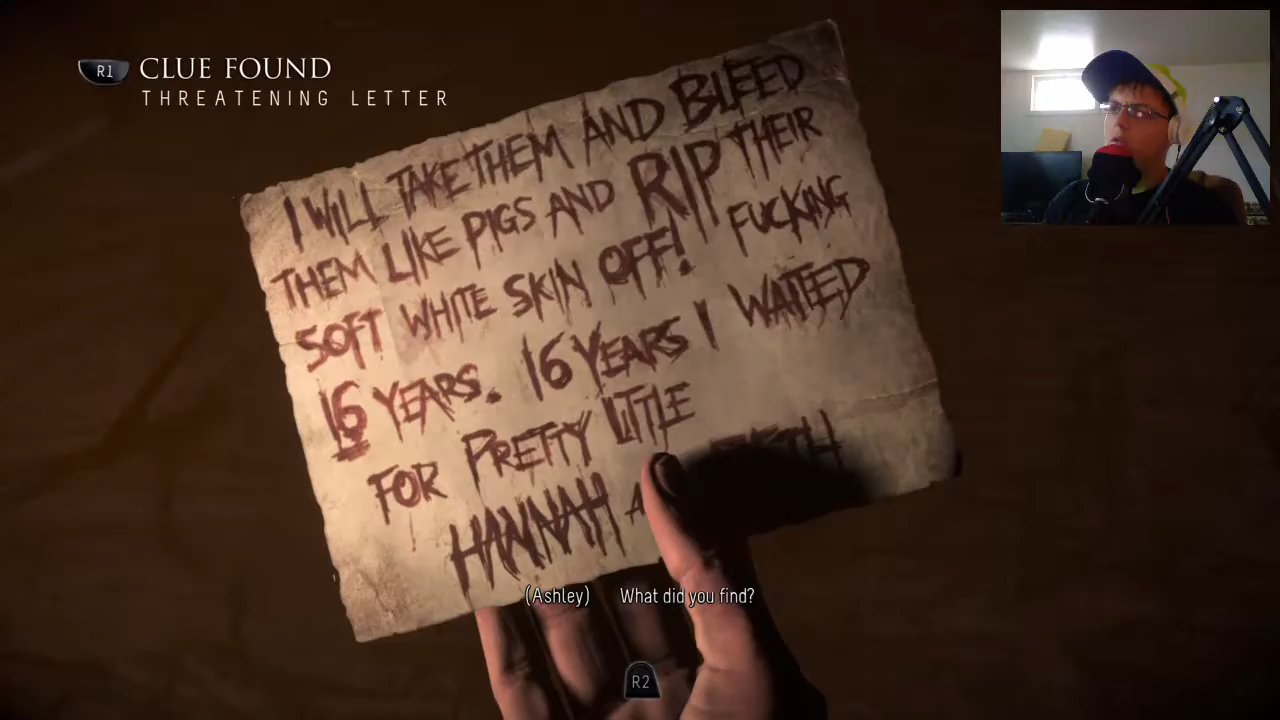 R1 CLUE FOUND
THREATENING LETTER
I WILL TAKE THEM AND BLEED
THEM LIKE PIGS AND RIP THEIR
SOFT WHITE SKIN OFF! FUCKING
16 YEARS. 16 YEARS I WAITED
FOR PRETTY LITTLE
HANNAH
(Ashley) What did you find?
R2